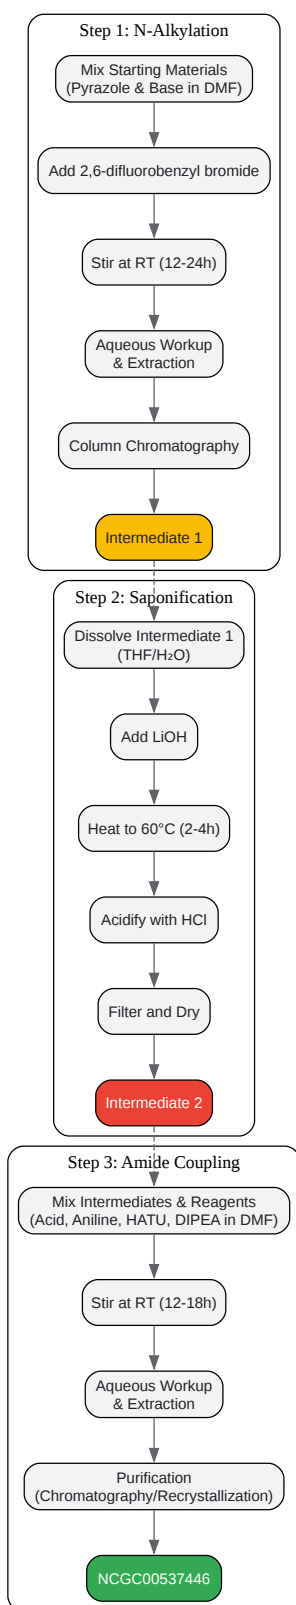 Step 1: N-Alkylation
Mix Starting Materials
(Pyrazole & Base in DMF)
Add 2,6-difluorobenzyl bromide
Stir at RT (12-24h)
Aqueous Workup
& Extraction
Column Chromatography
Intermediate 1
Step 2: Saponification
Dissolve Intermediate 1
(THF/H₂O)
Add LiOH
Heat to 60°C (2-4h)
Acidify with HCl
Filter and Dry
Intermediate 2
Step 3: Amide Coupling
Mix Intermediates & Reagents
(Acid, Aniline, HATU, DIPEA in DMF)
Stir at RT (12-18h)
Aqueous Workup
& Extraction
Purification
(Chromatography/Recrystallization)
NCGC00537446